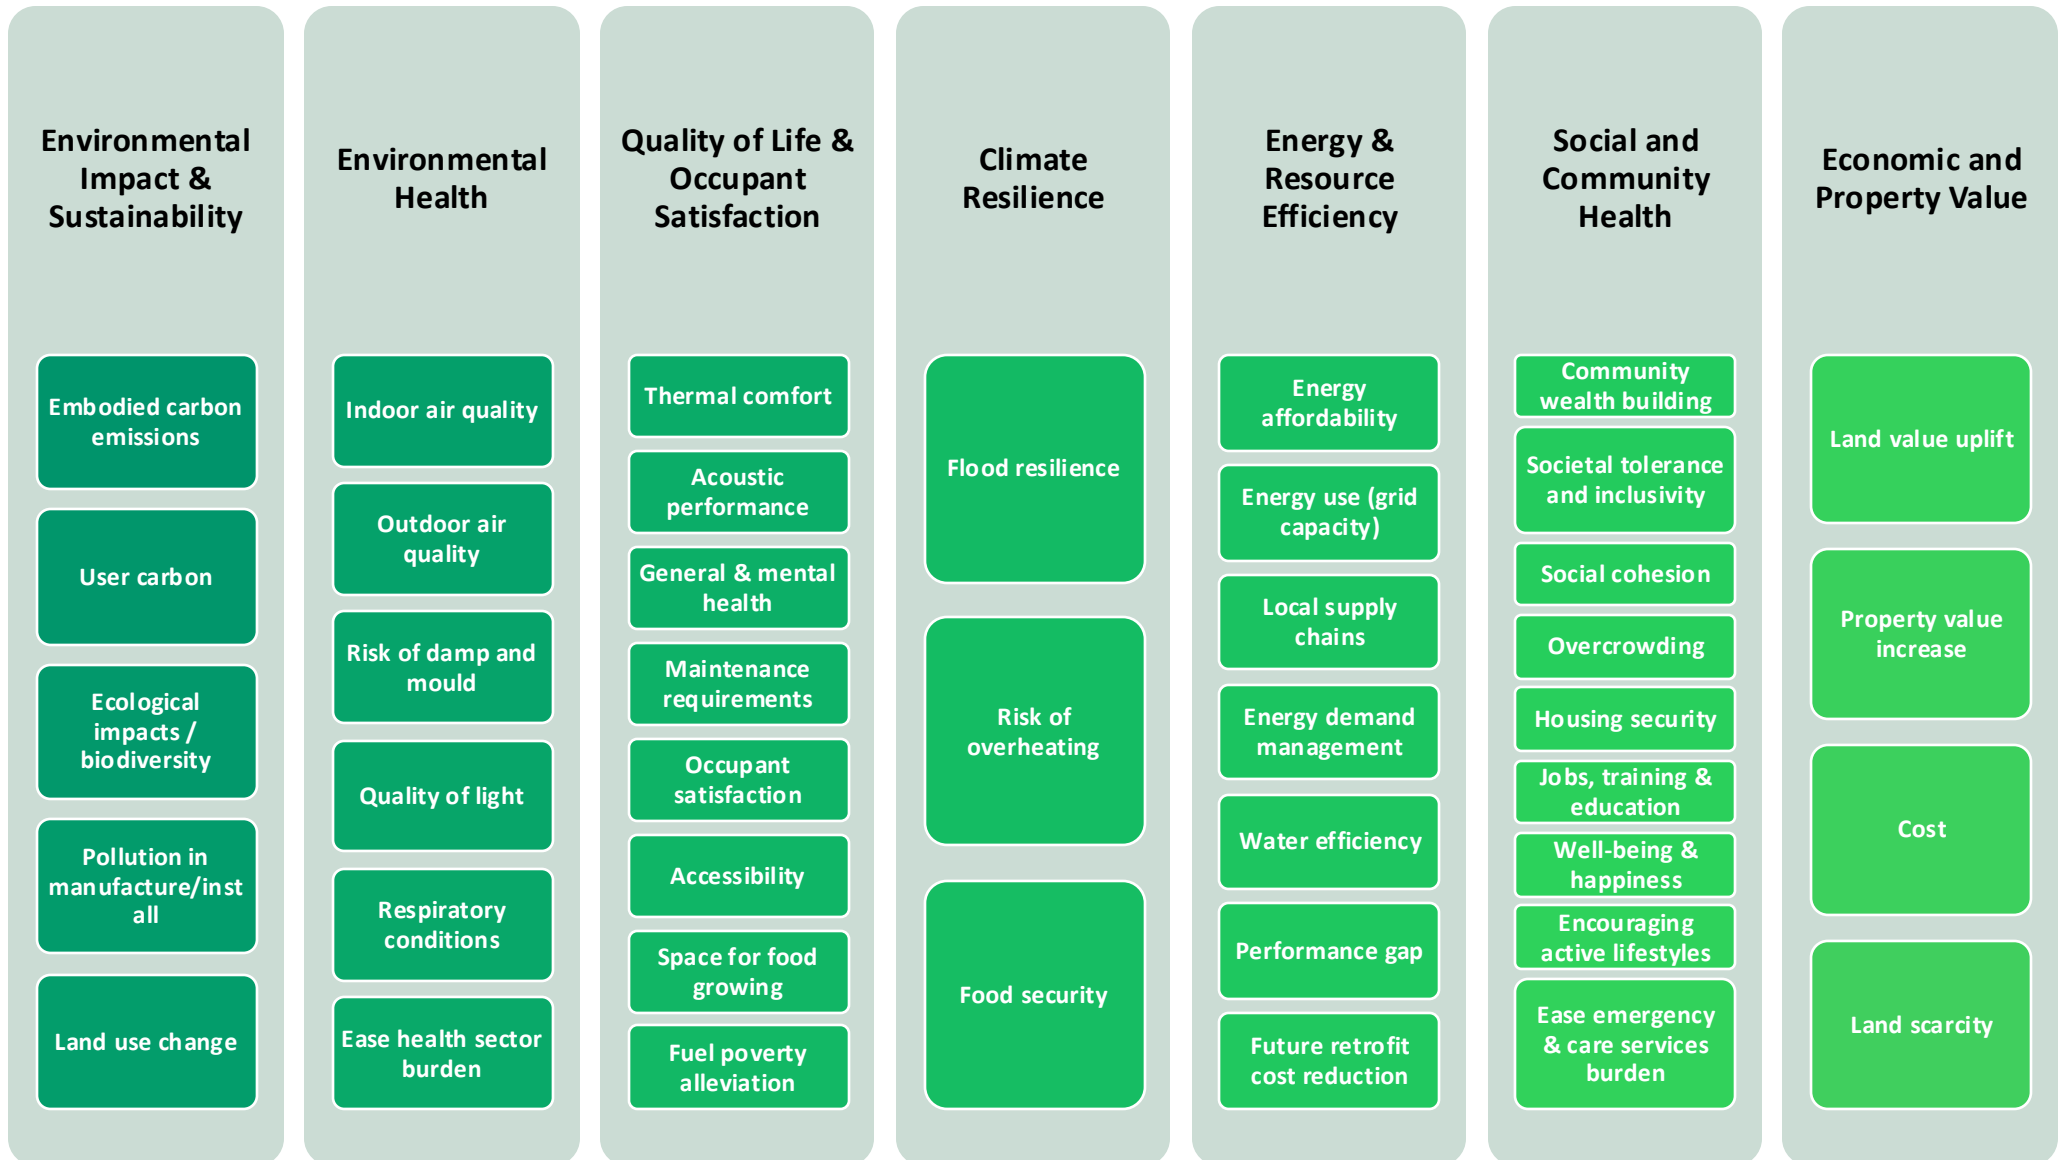 Environmental
Impact &
Sustainability
Embodied carbon
emissions
User carbon
Ecological
impacts /
biodiversity
Pollution in
manufacture/inst
all
Land use change
Environmental
Health
Indoor air quality
Outdoor air
quality
Risk of damp and
mould
Quality of light
Respiratory
conditions
Ease health sector
burden
Quality of Life &
Occupant
Satisfaction
Thermal comfort
Acoustic
performance
General & mental
health
Maintenance
requirements
Occupant
satisfaction
Accessibility
Space for food
growing
Fuel poverty
alleviation
Climate
Resilience
Flood resilience
Risk of
overheating
Food security
Energy &
Resource
Efficiency
Energy
affordability
Energy use (grid
capacity)
Local supply
chains
Energy demand
management
Water efficiency
Performance gap
Future retrofit
cost reduction
Social and
Community
Health
Community
wealth building
Societal tolerance
and inclusivity
Social cohesion
Overcrowding
Housing security
Jobs, training &
education
Well-being &
happiness
Encouraging
active lifestyles
Ease emergency
& care services
burden
Economic and
Property Value
Land value uplift
Property value
increase
Cost
Land scarcity